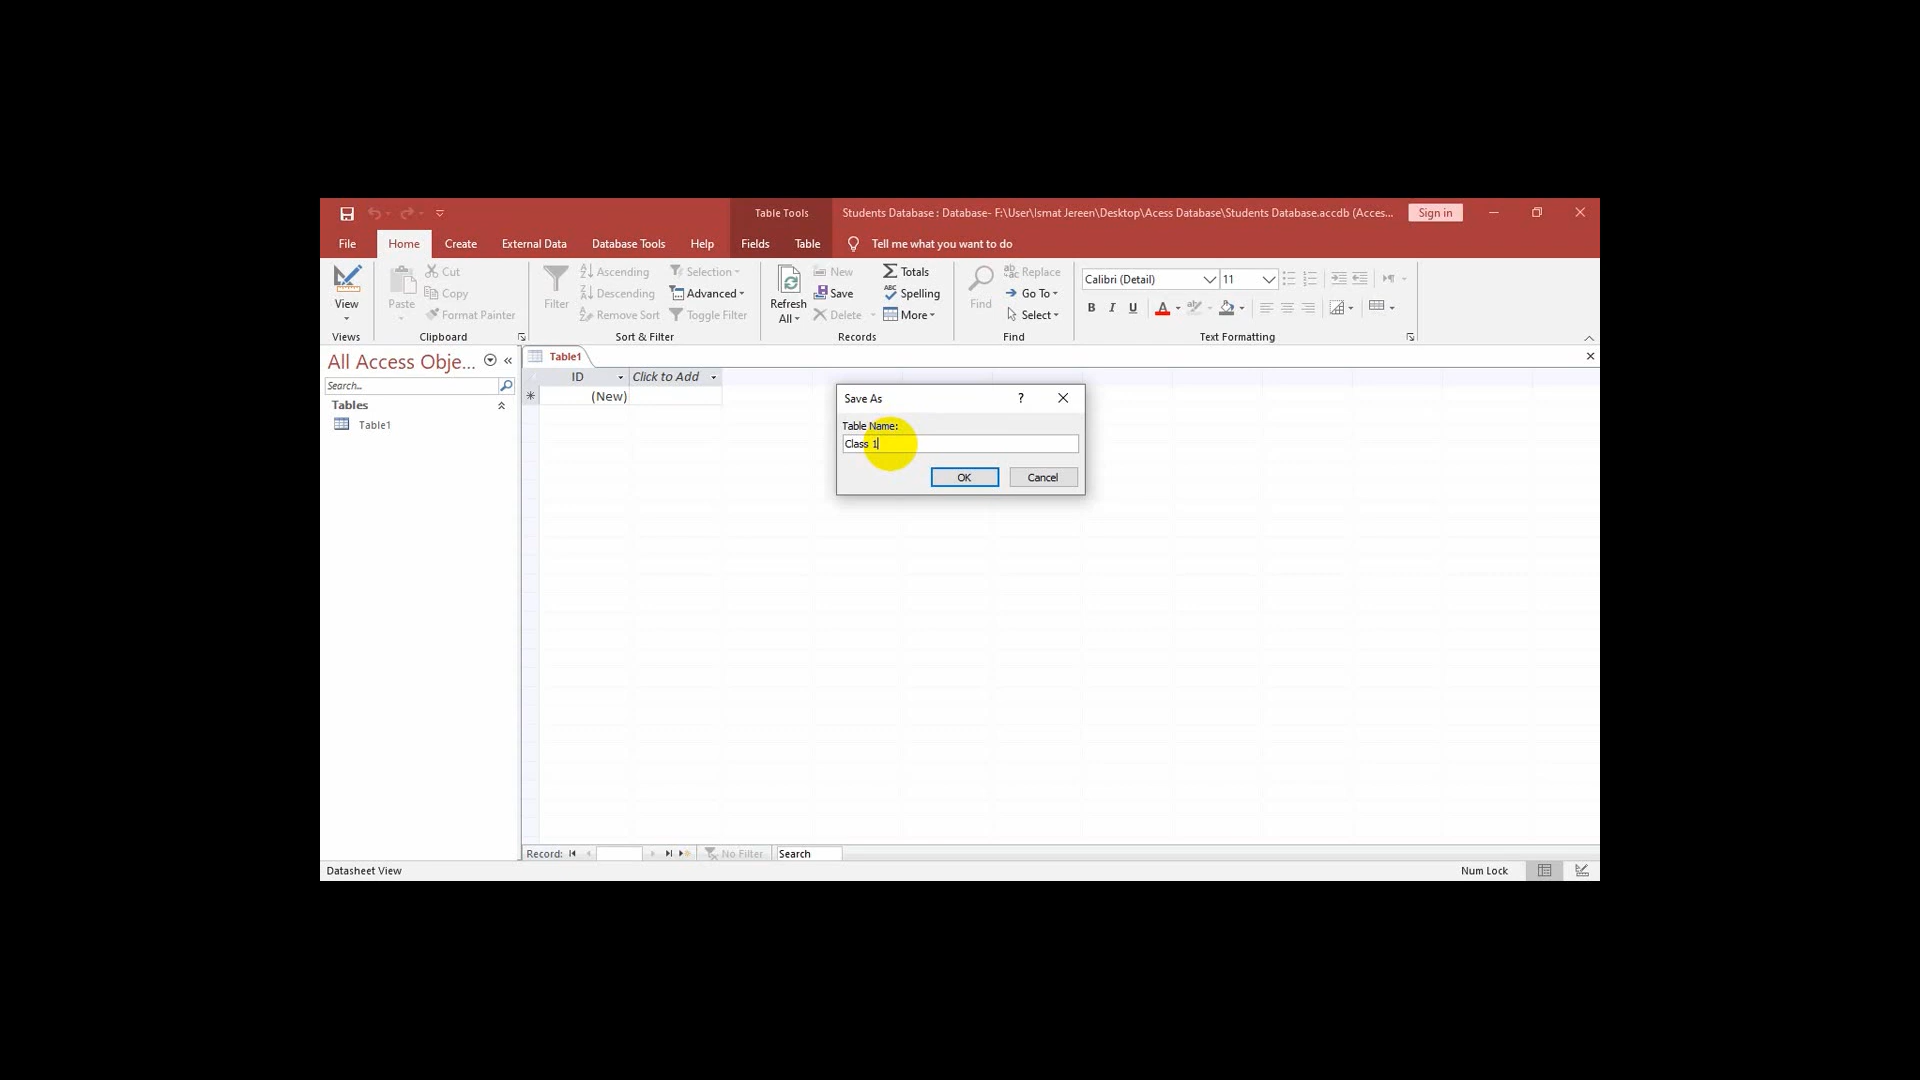 Table Tools
Students Database : Database- F:\User\Ismat Jereen\Desktop\Acess Database\Students Database.accdb (Acces...
Sign in
File
Home
Create
External Data
Database Tools
Help
Fields
Table
Tell me what you want to do
View
Views
Paste
Cut
Copy
Format Painter
Clipboard
Filter
Ascending
Descending
Remove Sort
Selection
Advanced
Toggle Filter
Sort & Filter
Refresh
All
New
Save
Delete
Totals
Spelling
More
Records
Find
Replace
Go To
Select
Find
Calibri (Detail)
11
B I U
Text Formatting
All Access Obje...
Search...
Tables
Table1
Table1
ID
Click to Add
(New)
Save As
?
Table Name:
Class 1
OK
Cancel
Record:
No Filter
Search
Datasheet View
Num Lock